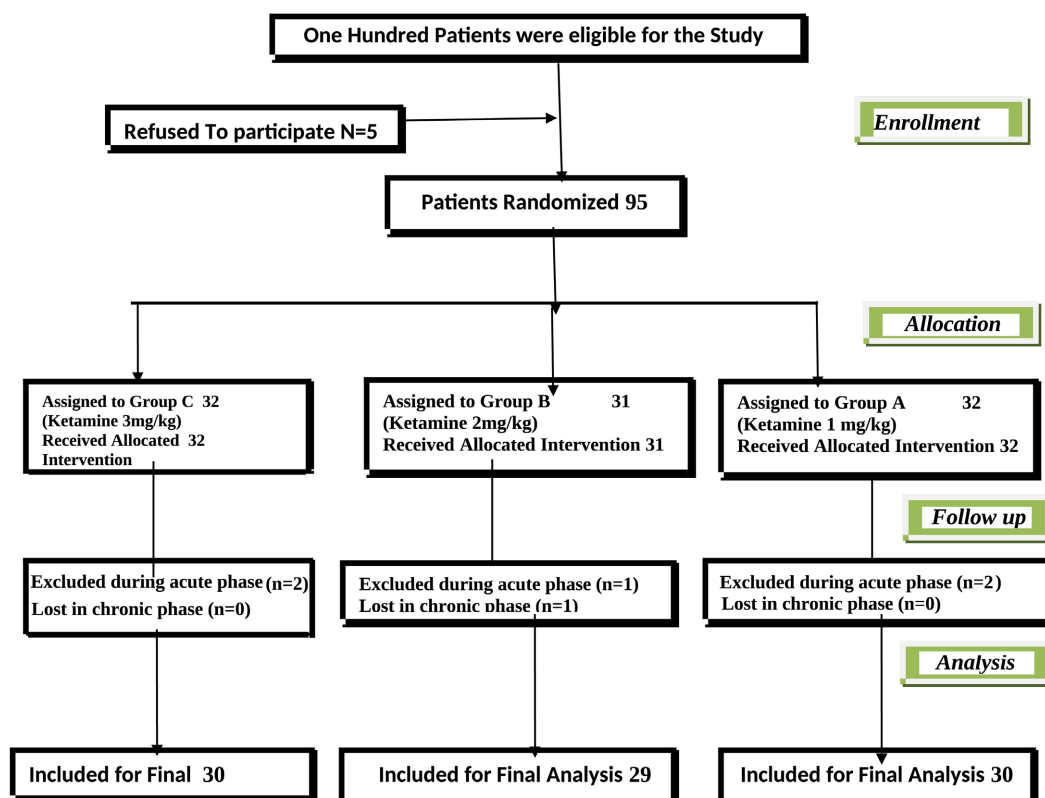 One Hundred Patients were eligible for the Study
Refused To participate N=5
Enrollment
Patients Randomized 95
Allocation
Assigned to Group C 32
(Ketamine 3mg/kg)
Received Allocated 32
Intervention
Assigned to Group B 31
(Ketamine 2mg/kg)
Received Allocated Intervention 31
Assigned to Group A 32
(Ketamine 1 mg/kg)
Received Allocated Intervention 32
Follow up
Excluded during acute phase (n=2)
Lost in chronic phase (n=0)
Excluded during acute phase (n=1)
Lost in chronic phase (n=1)
Excluded during acute phase (n=2)
Lost in chronic phase (n=0)
Analysis
Included for Final 30
Included for Final Analysis 29
Included for Final Analysis 30